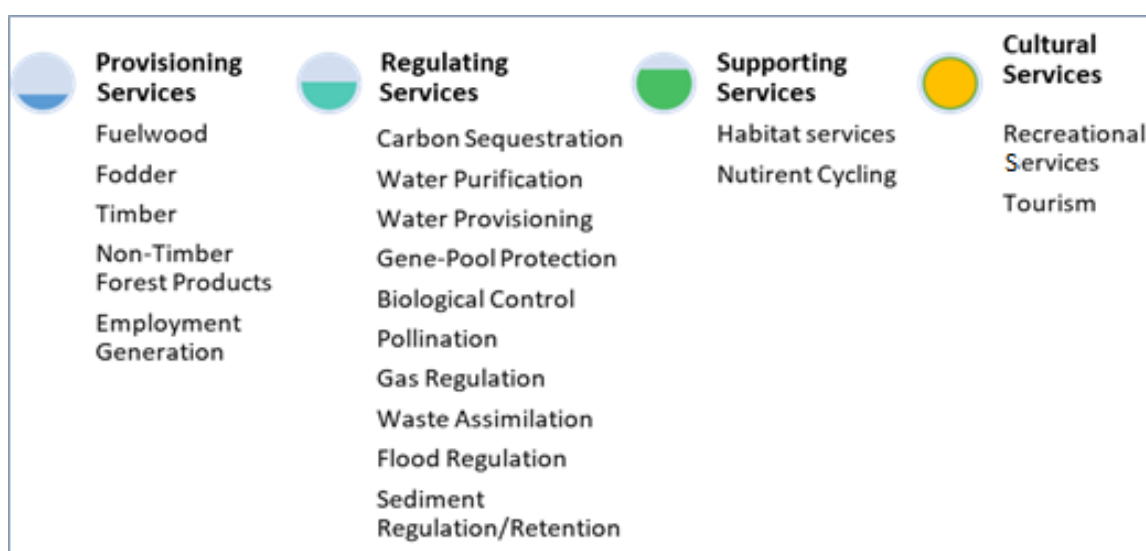 Provisioning
Services
Fuelwood
Fodder
Timber
Non-Timber
Forest Products
Employment
Generation
Regulating
Services
Carbon Sequestration
Water Purification
Water Provisioning
Gene-Pool Protection
Biological Control
Pollination
Gas Regulation
Waste Assimilation
Flood Regulation
Sediment
Regulation/Retention
Supporting
Services
Habitat services
Nutirent Cycling
Cultural
Services
Recreational
Services
Tourism